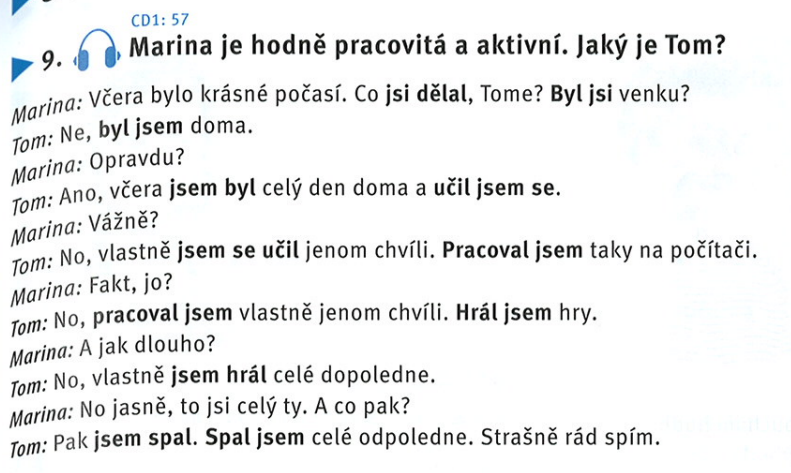 CD1: 57
9. Marina je hodně pracovitá a aktivní. Jaký je Tom?
Marina: Včera bylo krásné počasí. Co jsi dělal, Tome? Byl jsi venku?
Tom: Ne, byl jsem doma.
Marina: Opravdu?
Tom: Ano, včera jsem byl celý den doma a učil jsem se.
Marina: Vážně?
Tom: No, vlastně jsem se učil jenom chvíli. Pracoval jsem taky na počítači.
Marina: Fakt, jo?
Tom: No, pracoval jsem vlastně jenom chvíli. Hrál jsem hry.
Marina: A jak dlouho?
Tom: No, vlastně jsem hrál celé dopoledne.
Marina: No jasně, to jsi celý ty. A co pak?
Tom: Pak jsem spal. Spal jsem celé odpoledne. Strašně rád spím.